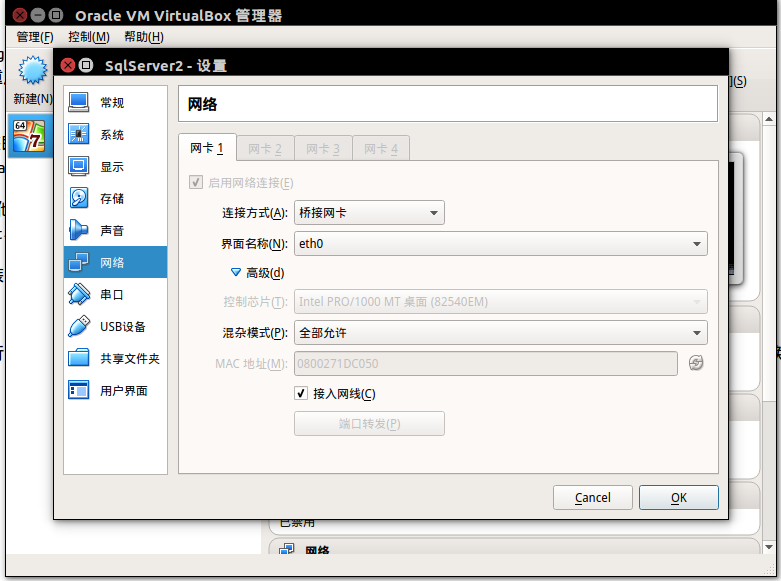 Oracle VM VirtualBox 管理器
管理(F) 控制(M) 帮助(H)
新建(N)
](S)
64
7
SqlServer2 - 设置
常规
系统
显示
存储
声音
网络
串口
USB设备
共享文件夹
用户界面
网络
网卡 1 网卡 2 网卡 3 网卡 4
启用网络连接(E)
连接方式(A): 桥接网卡
界面名称(N): eth0
高级(d)
控制芯片(T): Intel PRO/1000 MT 桌面 (82540EM)
混杂模式(P): 全部允许
MAC 地址(M): 0800271DC050
接入网线(C)
端口转发(P)
Cancel OK
已禁用
网络